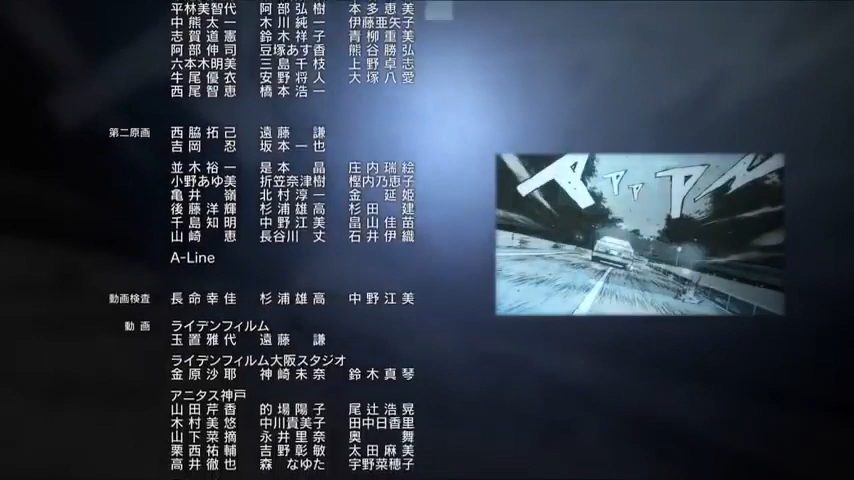 平林美智代 阿部弘樹 本多恵美
中熊太一 木川純一 伊藤亜矢子
志賀道憲 鈴木祥子 青柳重美
阿部伸司 豆塚あす香 熊谷勝弘
六本木明美 三島千枝 上野卓志
牛尾優衣 安野将人 大塚八愛
西尾智恵 橋本浩一
第二原画 西脇拓己 遠藤謙
吉岡忍 坂本一也
並木裕一 是本晶 庄内瑞絵
小野あゆ美 折笠奈津樹 樫内乃恵子
亀井嶺 北村淳一 金延姫
後藤洋輝 杉浦雄高 杉田建
千島知明 中野江美 畠山佳苗
山崎恵 長谷川丈 石井伊織
A-Line
動画検査 長命幸佳 杉浦雄高 中野江美
動画 ライデンフィルム
玉置雅代 遠藤謙
ライデンフィルム大阪スタジオ
金原沙耶 神崎未奈 鈴木真琴
アニタス神戸
山田芹香 的場陽子 尾辻浩晃
木村美悠 中川貴美子 田中日香里
山下菜摘 永井里奈 奥舞
栗西祐輔 吉野彰敏 太田麻美
高井徹也 森なゆた 宇野菜穂子
アァァァ